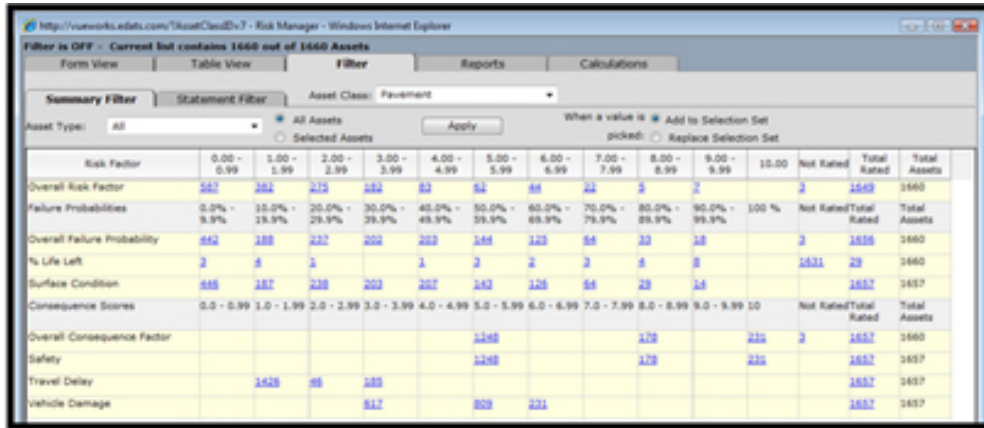 http://vueworks.edats.com/?AssetClassID=7 - Risk Manager - Windows Internet Explorer
Filter is OFF - Current list contains 1660 out of 1660 Assets
Form View Table View Filter Reports Calculations
Summary Filter Statement Filter Asset Class: Pavement
Asset Type: All All Assets Selected Assets Apply When a value is picked: Add to Selection Set Replace Selection Set
Risk Factor 0.00 - 0.99 1.00 - 1.99 2.00 - 2.99 3.00 - 3.99 4.00 - 4.99 5.00 - 5.99 6.00 - 6.99 7.00 - 7.99 8.00 - 8.99 9.00 - 9.99 10.00 Not Rated Total Rated Total Assets
Overall Risk Factor 587 382 275 182 83 62 44 22 5 7 3 1649 1660
Failure Probabilities 0.0% - 9.9% 10.0% - 19.9% 20.0% - 29.9% 30.0% - 39.9% 40.0% - 49.9% 50.0% - 59.9% 60.0% - 69.9% 70.0% - 79.9% 80.0% - 89.9% 90.0% - 99.9% 100 % Not Rated Total Rated Total Assets
Overall Failure Probability 442 188 237 202 203 144 125 64 33 18 3 1656 1660
% Life Left 3 4 1 1 3 2 3 4 8 1631 29 1660
Surface Condition 446 187 238 203 207 143 126 64 29 14 1657 1660
Consequence Scores 0.0 - 0.99 1.0 - 1.99 2.0 - 2.99 3.0 - 3.99 4.0 - 4.99 5.0 - 5.99 6.0 - 6.99 7.0 - 7.99 8.0 - 8.99 9.0 - 9.99 10 Not Rated Total Rated Total Assets
Overall Consequence Factor 1248 178 231 3 1657 1660
Safety 1248 178 231 1657 1657
Travel Delay 1426 46 185 1657 1657
Vehicle Damage 617 809 231 1657 1657